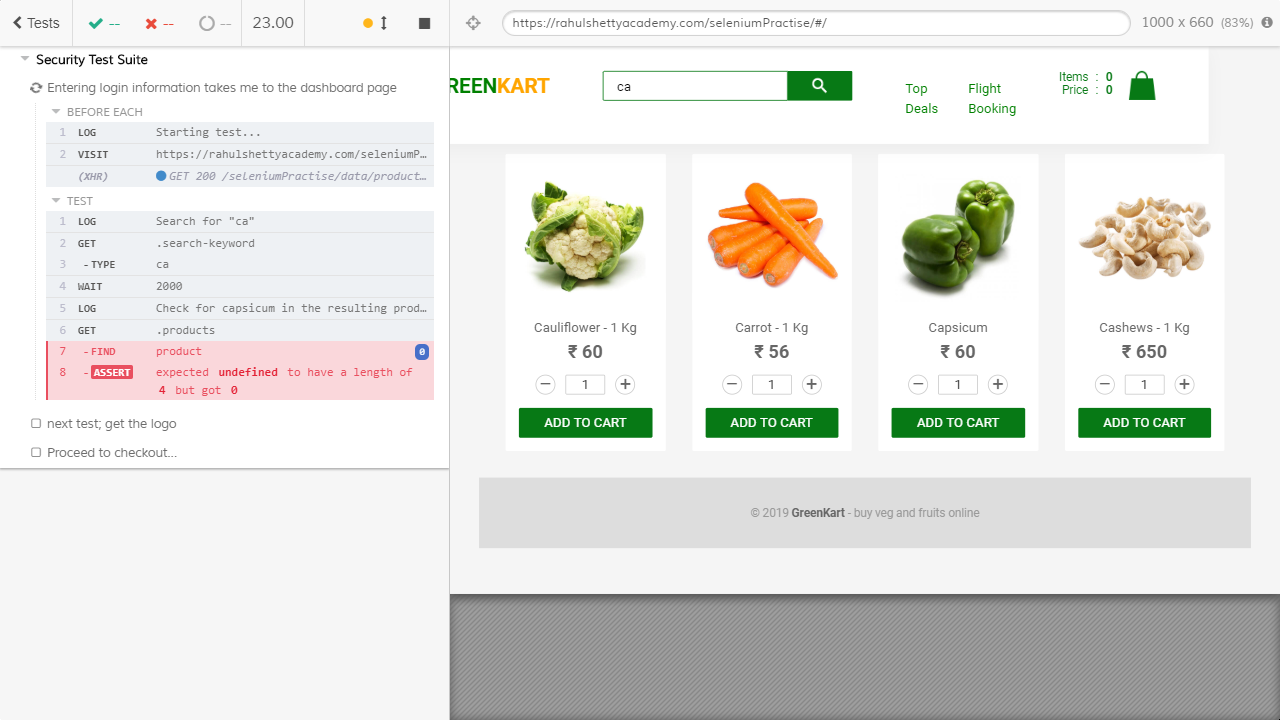 Tests -- -- -- 23.00
https://rahulshettyacademy.com/seleniumPractise/#/ 1000 x 660 (83%)
Security Test Suite
Entering login information takes me to the dashboard page
BEFORE EACH
1 LOG Starting test...
2 VISIT https://rahulshettyacademy.com/seleniumP...
(XHR) GET 200 /seleniumPractise/data/product...
TEST
1 LOG Search for "ca"
2 GET .search-keyword
3 -TYPE ca
4 WAIT 2000
5 LOG Check for capsicum in the resulting prod...
6 GET .products
7 -FIND product 0
8 -ASSERT expected undefined to have a length of
4 but got 0
next test; get the logo
Proceed to checkout...
REENKART
ca
Top
Deals
Flight
Booking
Items : 0
Price : 0
Cauliflower - 1 Kg
₹ 60
− 1 +
ADD TO CART
Carrot - 1 Kg
₹ 56
− 1 +
ADD TO CART
Capsicum
₹ 60
− 1 +
ADD TO CART
Cashews - 1 Kg
₹ 650
− 1 +
ADD TO CART
© 2019 GreenKart - buy veg and fruits online